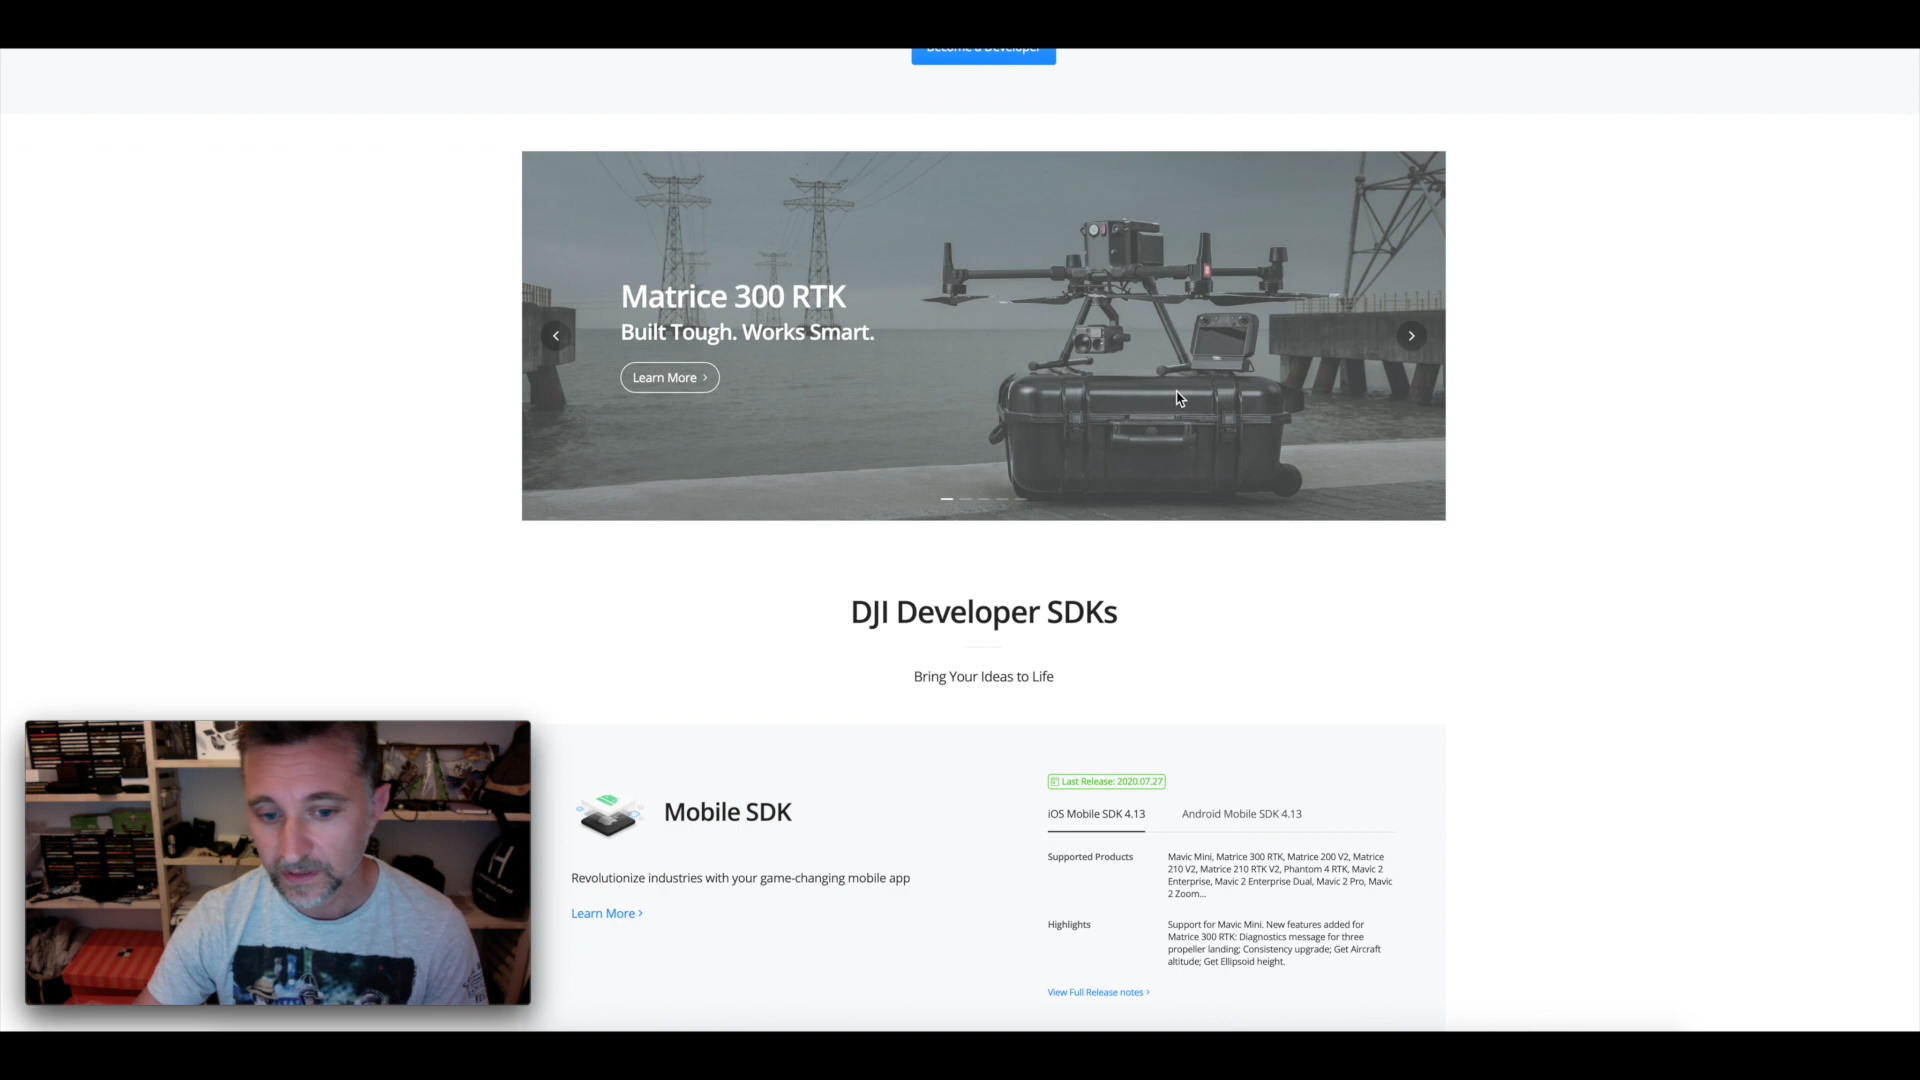 Become a Developer
Matrice 300 RTK
Built Tough. Works Smart.
Learn More >
DJI Developer SDKs
Bring Your Ideas to Life
Mobile SDK
Revolutionize industries with your game-changing mobile app
Learn More >
Last Release: 2020.07.27
iOS Mobile SDK 4.13
Android Mobile SDK 4.13
Supported Products
Mavic Mini, Matrice 300 RTK, Matrice 200 V2, Matrice
210 V2, Matrice 210 RTK V2, Phantom 4 RTK, Mavic 2
Enterprise, Mavic 2 Enterprise Dual, Mavic 2 Pro, Mavic
2 Zoom...
Highlights
Support for Mavic Mini. New features added for
Matrice 300 RTK: Diagnostics message for three
propeller landing; Consistency upgrade; Get Aircraft
altitude; Get Ellipsoid height.
View Full Release notes >